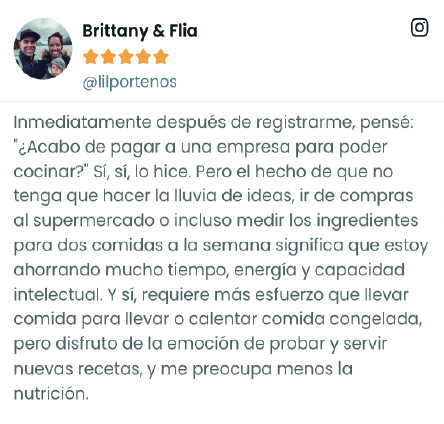 Brittany & Flia
@lilportenos
Inmediatamente después de registrarme, pensé:
"¿Acabo de pagar a una empresa para poder
cocinar?" Sí, sí, lo hice. Pero el hecho de que no
tenga que hacer la lluvia de ideas, ir de compras
al supermercado o incluso medir los ingredientes
para dos comidas a la semana significa que estoy
ahorrando mucho tiempo, energía y capacidad
intelectual. Y sí, requiere más esfuerzo que llevar
comida para llevar o calentar comida congelada,
pero disfruto de la emoción de probar y servir
nuevas recetas, y me preocupa menos la
nutrición.